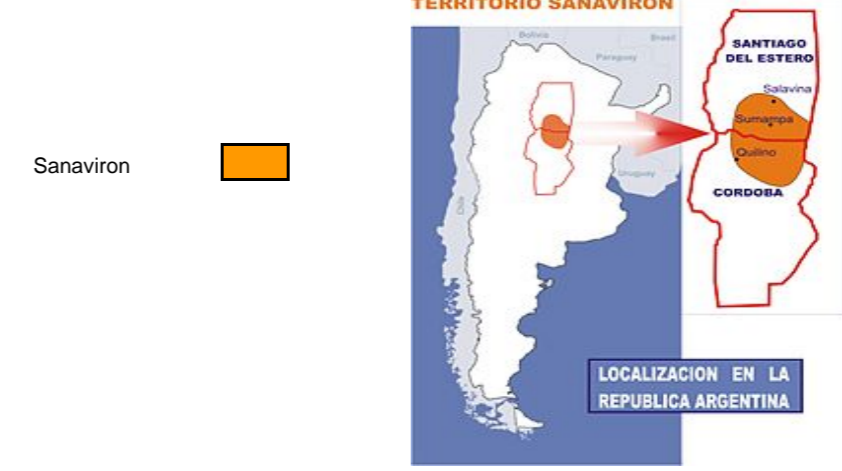 TERRITORIO SANAVIRON
Bolivia
Brasil
Paraguay
SANTIAGO
DEL ESTERO
Salavina
Sumampa
Sanaviron
Quilino
Uruguay
CORDOBA
Chile
LOCALIZACION EN LA
REPUBLICA ARGENTINA